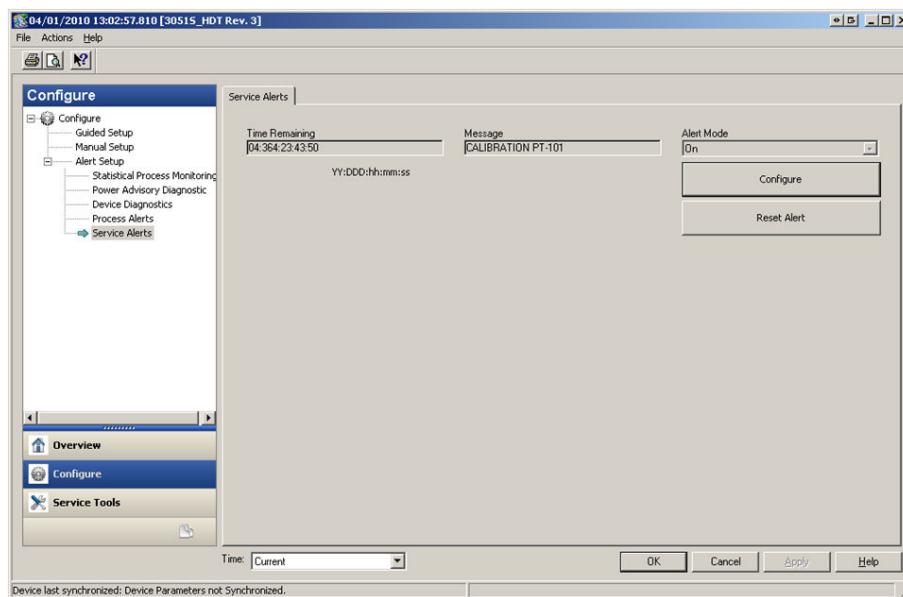 04/01/2010 13:02:57.810 [3051S_HDT Rev. 3]
File Actions Help
Configure
Configure
Guided Setup
Manual Setup
Alert Setup
Statistical Process Monitoring
Power Advisory Diagnostic
Device Diagnostics
Process Alerts
Service Alerts
Overview
Configure
Service Tools
Service Alerts
Time Remaining
04:364:23:43:50
YY:DDD:hh:mm:ss
Message
CALIBRATION PT-101
Alert Mode
On
Configure
Reset Alert
Time: Current
OK Cancel Apply Help
Device last synchronized: Device Parameters not Synchronized.